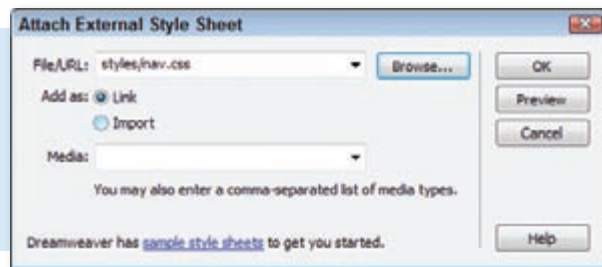 Attach External Style Sheet
File/URL: styles/nav.css Browse... OK
Add as: Link Preview
Import Cancel
Media:
You may also enter a comma-separated list of media types.
Dreamweaver has sample style sheets to get you started. Help